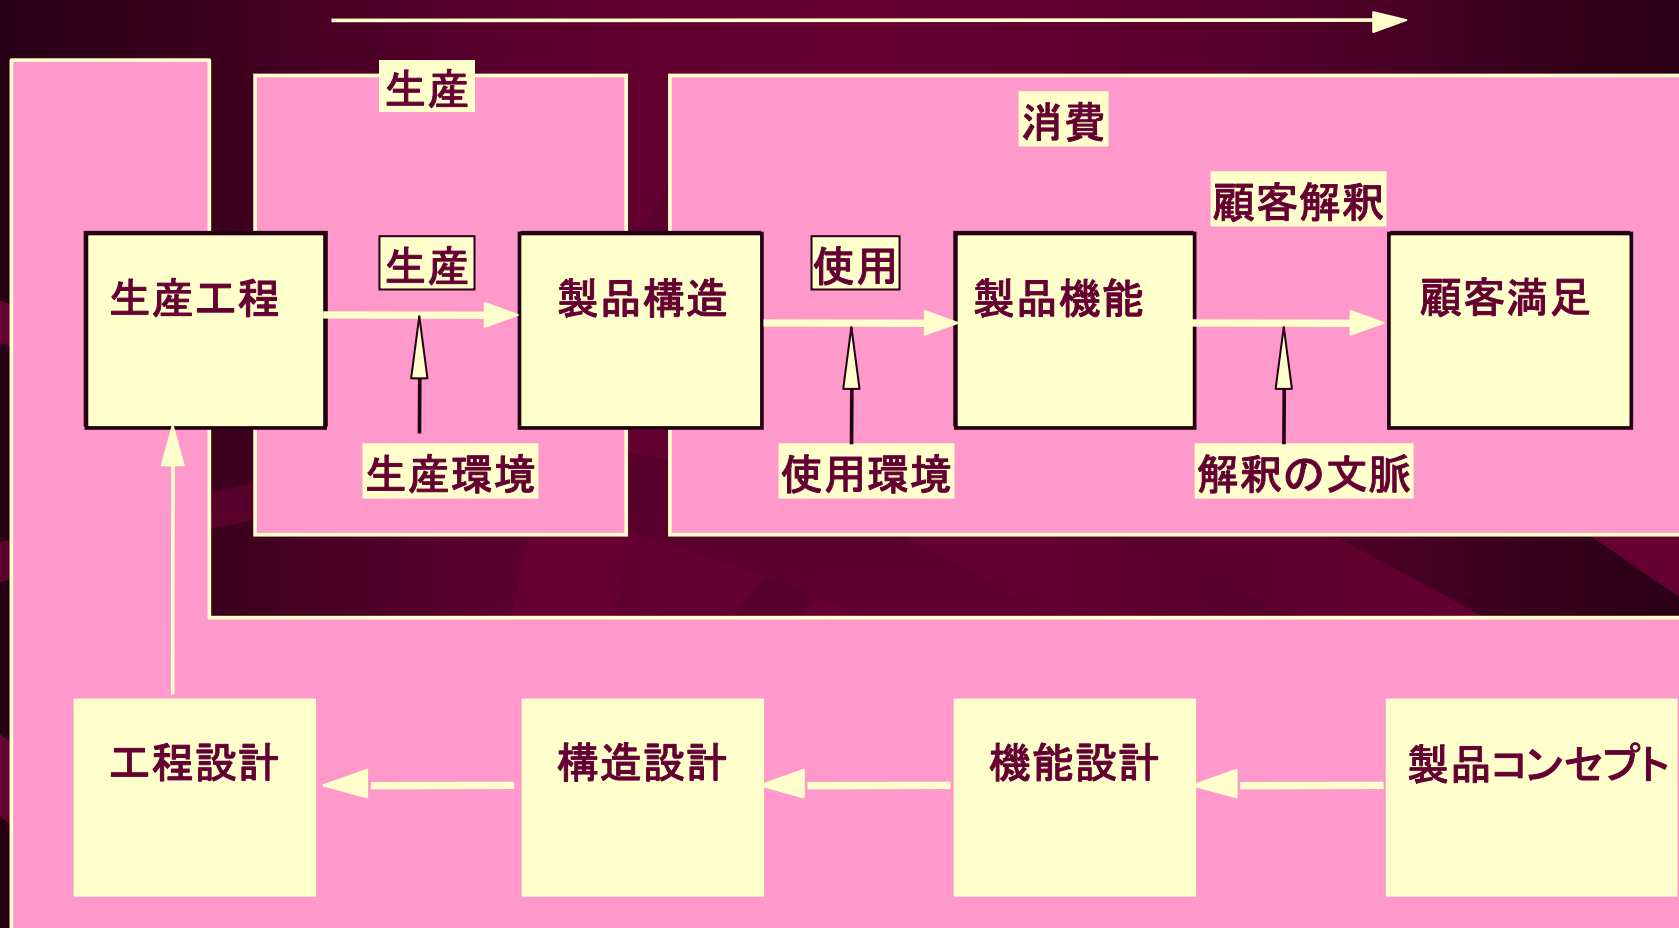 生産
消費
顧客解釈
生産
使用
生産工程
製品構造
製品機能
顧客満足
生産環境
使用環境
解釈の文脈
工程設計
構造設計
機能設計
製品コンセプト